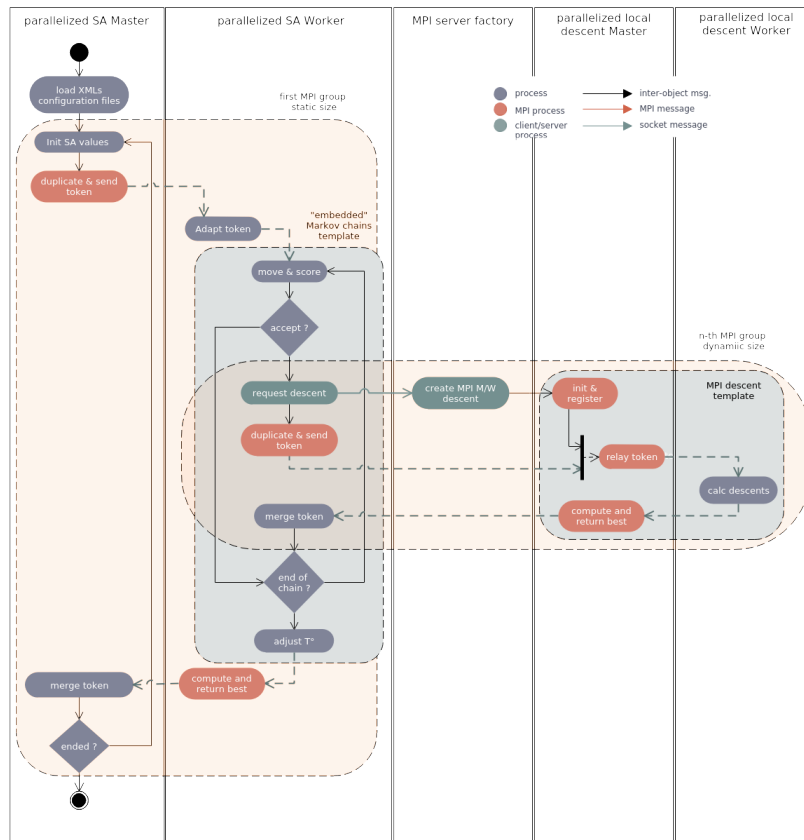 parallelized SA Master
parallelized SA Worker
MPI server factory
parallelized local
descent Master
parallelized local
descent Worker
load XMLs
configuration files
first MPI group
static size
process
inter-object msg.
MPI process
MPI message
client/server
process
socket message
Init SA values
duplicate & send
token
Adapt token
"embedded"
Markov chains
template
move & score
accept ?
n-th MPI group
dynamiic size
request descent
create MPI M/W
descent
init &
register
MPI descent
template
duplicate & send
token
relay token
calc descents
merge token
compute and
return best
end of
chain ?
adjust T°
merge token
compute and
return best
ended ?